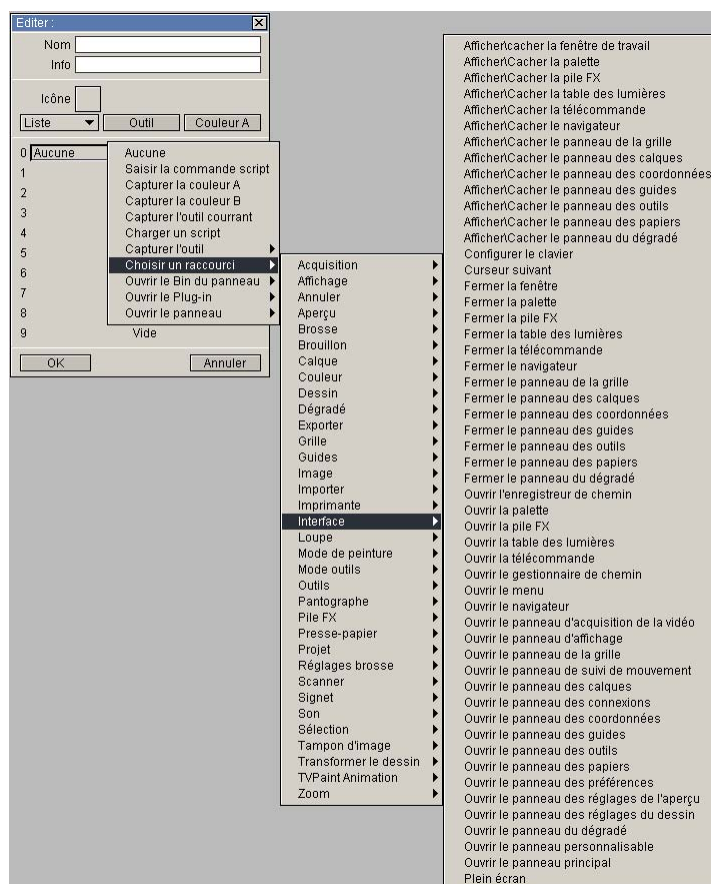 Editer :
Nom
Info
Icône
Liste
Outil
Couleur A
0 Aucune
1
2
3
4
5
6
7
8
9 Vide
OK
Annuler
Aucune
Saisir la commande script
Capturer la couleur A
Capturer la couleur B
Capturer l'outil courrant
Charger un script
Capturer l'outil
Choisir un raccourci
Ouvrir le Bin du panneau
Ouvrir le Plug-in
Ouvrir le panneau
Acquisition
Affichage
Annuler
Aperçu
Brosse
Brouillon
Calque
Couleur
Dessin
Dégradé
Exporter
Grille
Guides
Image
Importer
Imprimante
Interface
Loupe
Mode de peinture
Mode outils
Outils
Pantographe
Pile FX
Presse-papier
Projet
Réglages brosse
Scanner
Signet
Son
Sélection
Tampon d'image
Transformer le dessin
TVPaint Animation
Zoom
Afficher\cacher la fenêtre de travail
Afficher\Cacher la palette
Afficher\Cacher la pile FX
Afficher\Cacher la table des lumières
Afficher\Cacher la télécommande
Afficher\Cacher le navigateur
Afficher\Cacher le panneau de la grille
Afficher\Cacher le panneau des calques
Afficher\Cacher le panneau des coordonnées
Afficher\Cacher le panneau des guides
Afficher\Cacher le panneau des outils
Afficher\Cacher le panneau des papiers
Afficher\Cacher le panneau du dégradé
Configurer le clavier
Curseur suivant
Fermer la fenêtre
Fermer la palette
Fermer la pile FX
Fermer la table des lumières
Fermer la télécommande
Fermer le navigateur
Fermer le panneau de la grille
Fermer le panneau des calques
Fermer le panneau des coordonnées
Fermer le panneau des guides
Fermer le panneau des outils
Fermer le panneau des papiers
Fermer le panneau du dégradé
Ouvrir l'enregistreur de chemin
Ouvrir la palette
Ouvrir la pile FX
Ouvrir la table des lumières
Ouvrir la télécommande
Ouvrir le gestionnaire de chemin
Ouvrir le menu
Ouvrir le navigateur
Ouvrir le panneau d'acquisition de la vidéo
Ouvrir le panneau d'affichage
Ouvrir le panneau de la grille
Ouvrir le panneau de suivi de mouvement
Ouvrir le panneau des calques
Ouvrir le panneau des connexions
Ouvrir le panneau des coordonnées
Ouvrir le panneau des guides
Ouvrir le panneau des outils
Ouvrir le panneau des papiers
Ouvrir le panneau des préférences
Ouvrir le panneau des réglages de l'aperçu
Ouvrir le panneau des réglages du dessin
Ouvrir le panneau du dégradé
Ouvrir le panneau personnalisable
Ouvrir le panneau principal
Plein écran